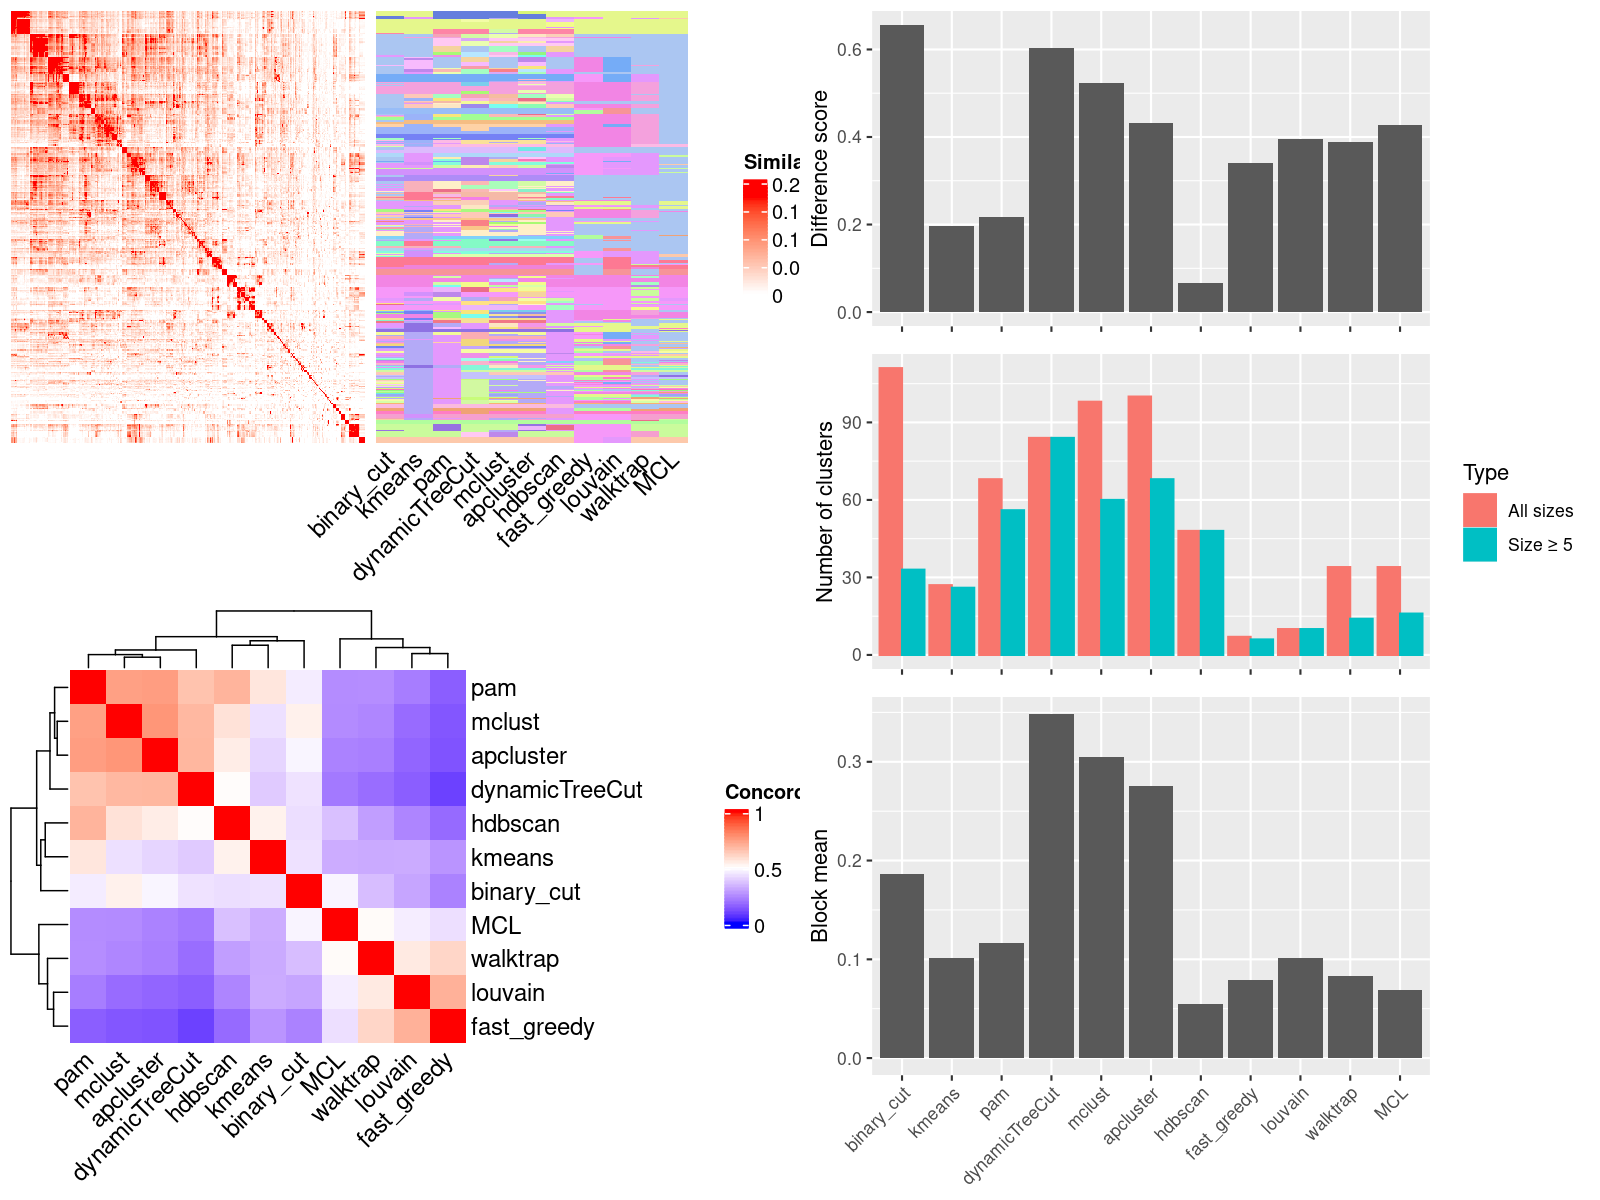 Simila
0.2
0.1
0.1
0.0
0
binary_cut
kmeans
pam
dynamicTreeCut
mclust
apcluster
hdbscan
fast_greedy
louvain
walktrap
MCL
pam
mclust
apcluster
dynamicTreeCut
hdbscan
kmeans
binary_cut
MCL
walktrap
louvain
fast_greedy
pam
mclust
apcluster
dynamicTreeCut
hdbscan
kmeans
binary_cut
MCL
walktrap
louvain
fast_greedy
Concord
1
0.5
0
Difference score
0.6
0.4
0.2
0.0
Number of clusters
90
60
30
0
Type
All sizes
Size ≥ 5
Block mean
0.3
0.2
0.1
0.0
binary_cut
kmeans
pam
dynamicTreeCut
mclust
apcluster
hdbscan
fast_greedy
louvain
walktrap
MCL